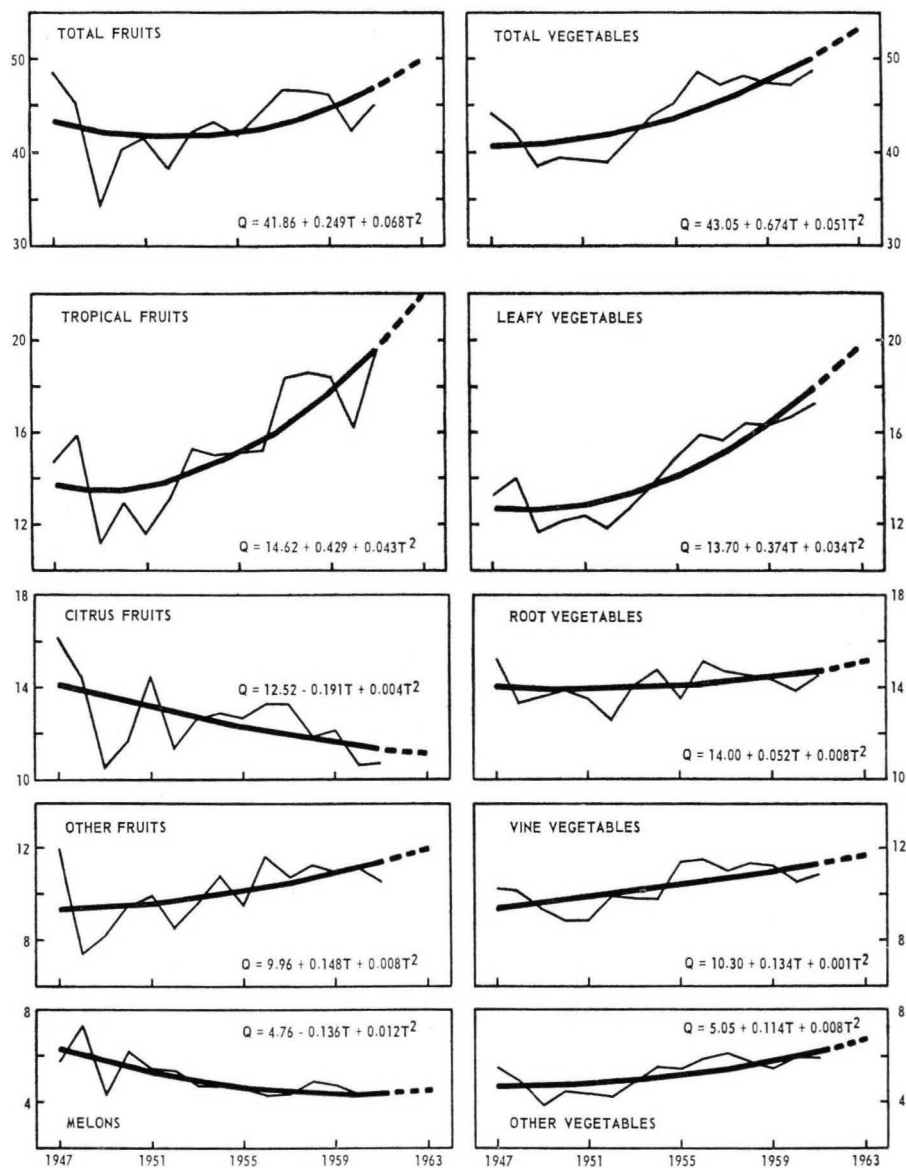 TOTAL FRUITS
50
40
30
Q = 41.86 + 0.249T + 0.068T²
TOTAL VEGETABLES
50
40
30
Q = 43.05 + 0.674T + 0.051T²
TROPICAL FRUITS
20
16
12
Q = 14.62 + 0.429 + 0.043T²
LEAFY VEGETABLES
20
16
12
Q = 13.70 + 0.374T + 0.034T²
18
CITRUS FRUITS
14
Q = 12.52 - 0.191T + 0.004T²
10
18
ROOT VEGETABLES
14
Q = 14.00 + 0.052T + 0.008T²
10
OTHER FRUITS
12
8
Q = 9.96 + 0.148T + 0.008T²
VINE VEGETABLES
12
8
Q = 10.30 + 0.134T + 0.001T²
8
Q = 4.76 - 0.136T + 0.012T²
4
MELONS
1947 1951 1955 1959 1963
8
Q = 5.05 + 0.114T + 0.008T²
4
OTHER VEGETABLES
1947 1951 1955 1959 1963